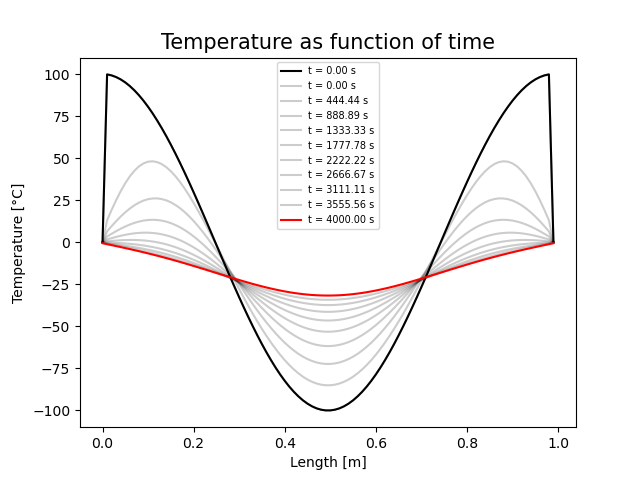 Temperature as function of time
t = 0.00 s
t = 0.00 s
t = 444.44 s
t = 888.89 s
t = 1333.33 s
t = 1777.78 s
t = 2222.22 s
t = 2666.67 s
t = 3111.11 s
t = 3555.56 s
t = 4000.00 s
Temperature [°C]
100
75
50
25
0
−25
−50
−75
−100
0.0 0.2 0.4 0.6 0.8 1.0
Length [m]